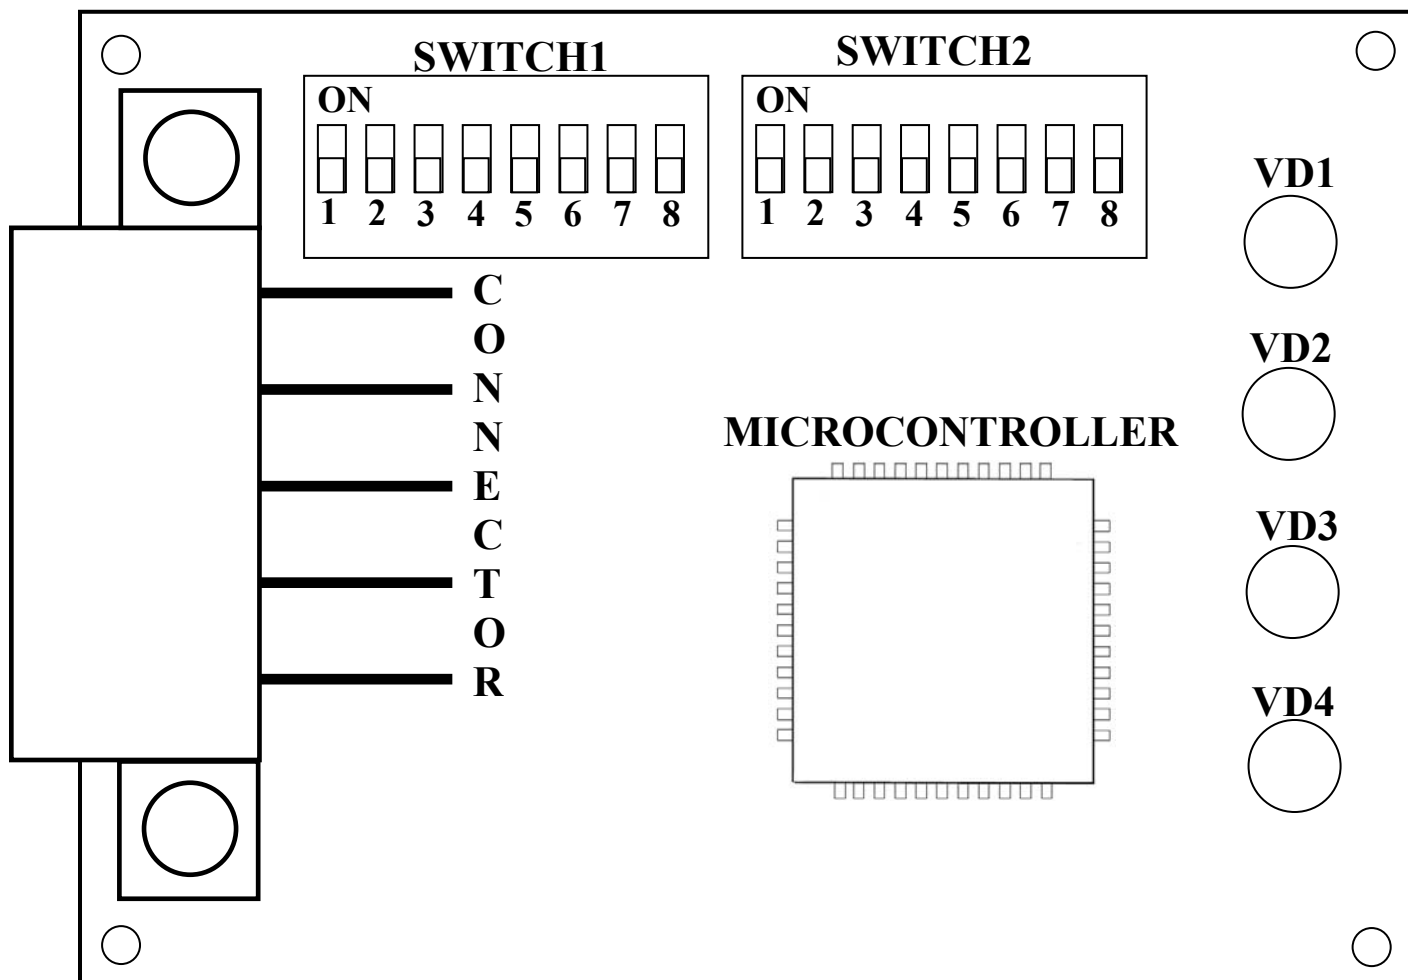 SWITCH1
SWITCH2
ON
1 2 3 4 5 6 7 8
ON
1 2 3 4 5 6 7 8
VD1
VD2
VD3
VD4
CONNECTOR
MICROCONTROLLER